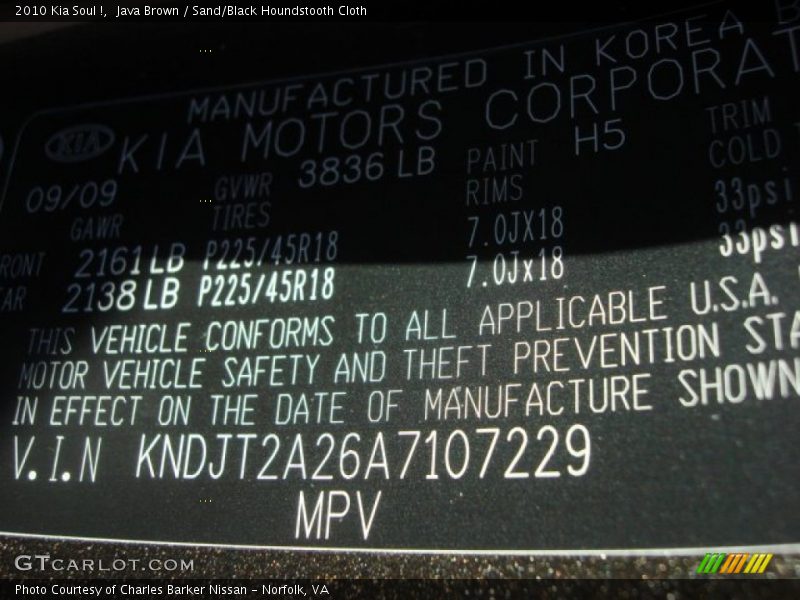 2010 Kia Soul !,  Java Brown / Sand/Black Houndstooth Cloth
MANUFACTURED IN KOREA B
KIA KIA MOTORS CORPORAT
09/09 GVWR 3836 LB PAINT H5 TRIM
GAWR TIRES RIMS COLD
RONT 2161 LB P225/45R18 7.0JX18 33psi
EAR 2138 LB P225/45R18 7.0Jx18 33psi
THIS VEHICLE CONFORMS TO ALL APPLICABLE U.S.A.
MOTOR VEHICLE SAFETY AND THEFT PREVENTION STA
IN EFFECT ON THE DATE OF MANUFACTURE SHOWN
V.I.N KNDJT2A26A7107229
MPV
GTCARLOT.COM
Photo Courtesy of Charles Barker Nissan - Norfolk, VA